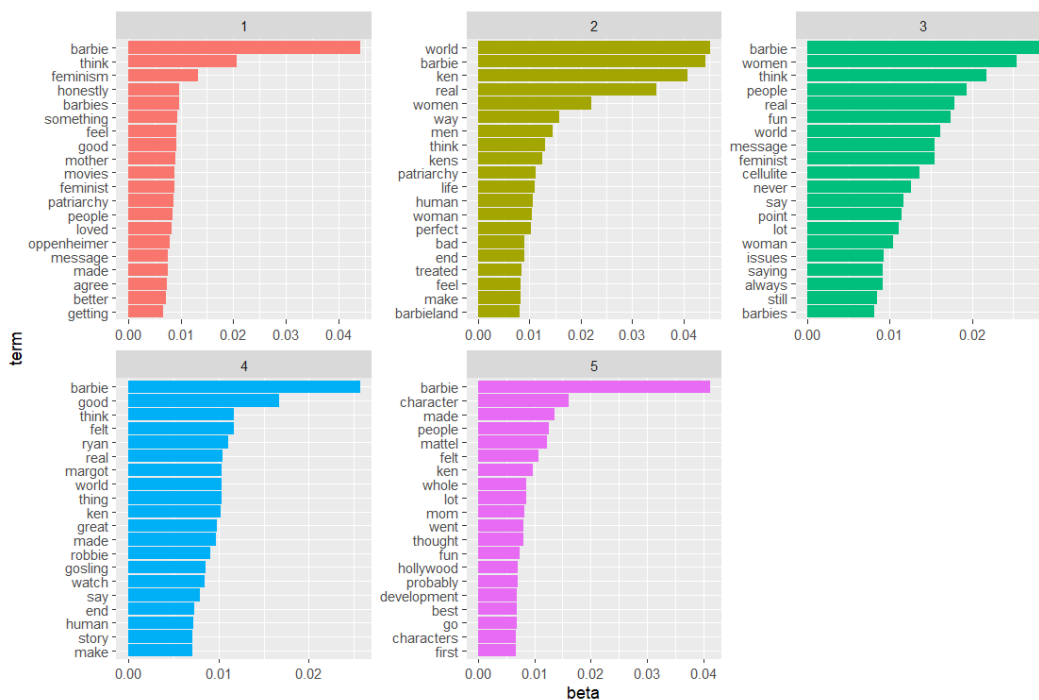 1
barbie
think
feminism
honestly
barbies
something
feel
good
mother
movies
feminist
patriarchy
people
loved
oppenheimer
message
made
agree
better
getting
0.00 0.01 0.02 0.03 0.04
2
world
barbie
ken
real
women
way
men
think
kens
patriarchy
life
human
woman
perfect
bad
end
treated
feel
make
barbieland
0.00 0.01 0.02 0.03 0.04
3
barbie
women
think
people
real
fun
world
message
feminist
cellulite
never
say
point
lot
woman
issues
saying
always
still
barbies
0.00 0.01 0.02
term
4
barbie
good
think
felt
ryan
real
margot
world
thing
ken
great
made
robbie
gosling
watch
say
end
human
story
make
0.00 0.01 0.02
5
barbie
character
made
people
mattel
felt
ken
whole
lot
mom
went
thought
fun
hollywood
probably
development
best
go
characters
first
0.00 0.01 0.02 0.03 0.04
beta